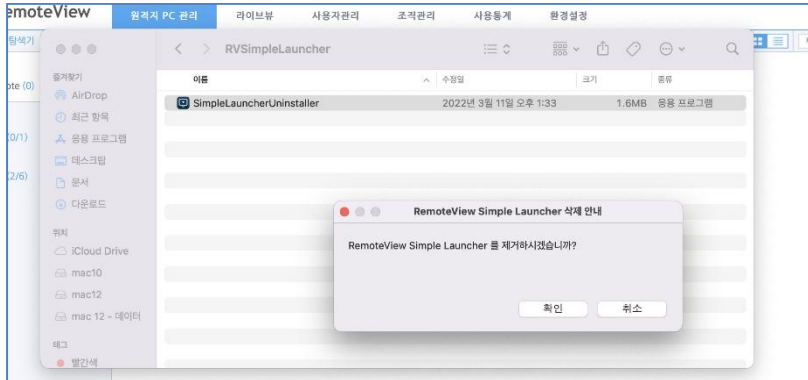 emoteView 원격지 PC 관리 라이브뷰 사용자관리 조직관리 사용통계 환경설정
탐색기
RVSimpleLauncher
즐겨찾기
이름 수정일 크기 종류
ote (0)
AirDrop
SimpleLauncherUninstaller 2022년 3월 11일 오후 1:33 1.6MB 응용 프로그램
최근 항목
(0/1)
응용 프로그램
데스크탑
(2/6)
문서
다운로드
RemoteView Simple Launcher 삭제 안내
위치
RemoteView Simple Launcher 를 제거하시겠습니까?
iCloud Drive
mac10
mac12
확인 취소
mac 12 - 데이터
태그
빨간색